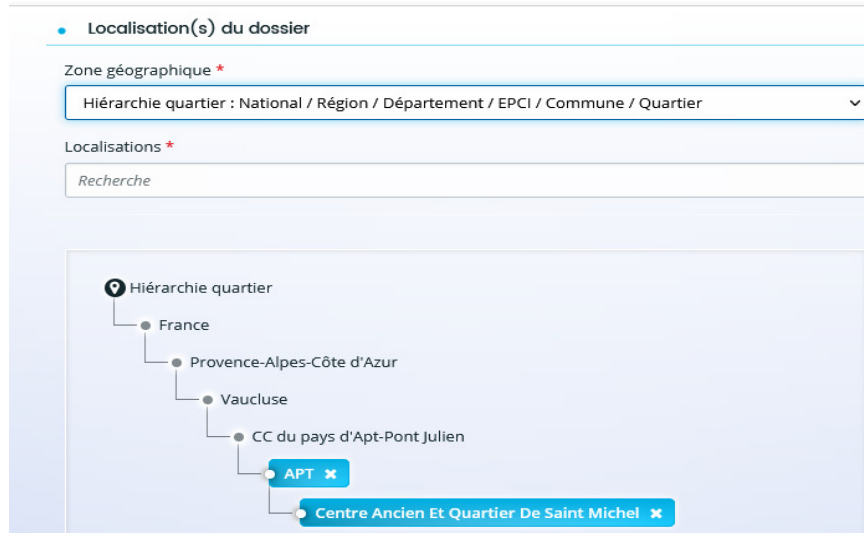 Localisation(s) du dossier
Zone géographique *
Hiérarchie quartier : National / Région / Département / EPCI / Commune / Quartier
Localisations *
Recherche
Hiérarchie quartier
France
Provence-Alpes-Côte d'Azur
Vaucluse
CC du pays d'Apt-Pont Julien
APT ✖
Centre Ancien Et Quartier De Saint Michel ✖